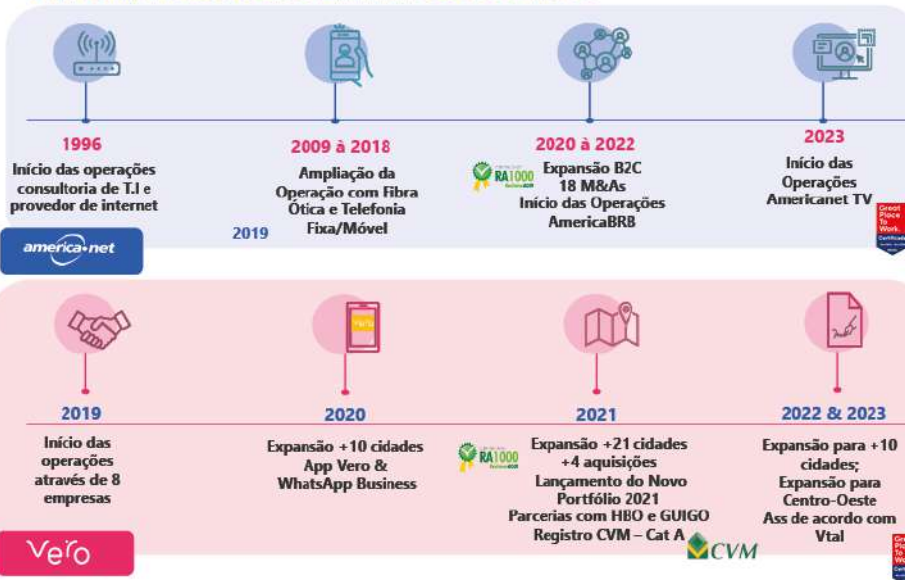 1996
Início das operações
consultoria de T.I e
provedor de internet
2009 à 2018
Ampliação da
Operação com Fibra
Ótica e Telefonia
Fixa/Móvel
RA1000
2020 à 2022
Expansão B2C
18 M&As
Início das Operações
AmericaBRB
2023
Início das
Operações
Americanet TV
Great
Place
To
Work.
2019
america·net
2019
Início das
operações
através de 8
empresas
vero
2020
Expansão +10 cidades
App Vero &
WhatsApp Business
RA1000
2021
Expansão +21 cidades
+4 aquisições
Lançamento do Novo
Portfólio 2021
Parcerias com HBO e GUIGO
Registro CVM – Cat A
CVM
2022 & 2023
Expansão para +10
cidades;
Expansão para
Centro-Oeste
Ass de acordo com
Vtal
Vero